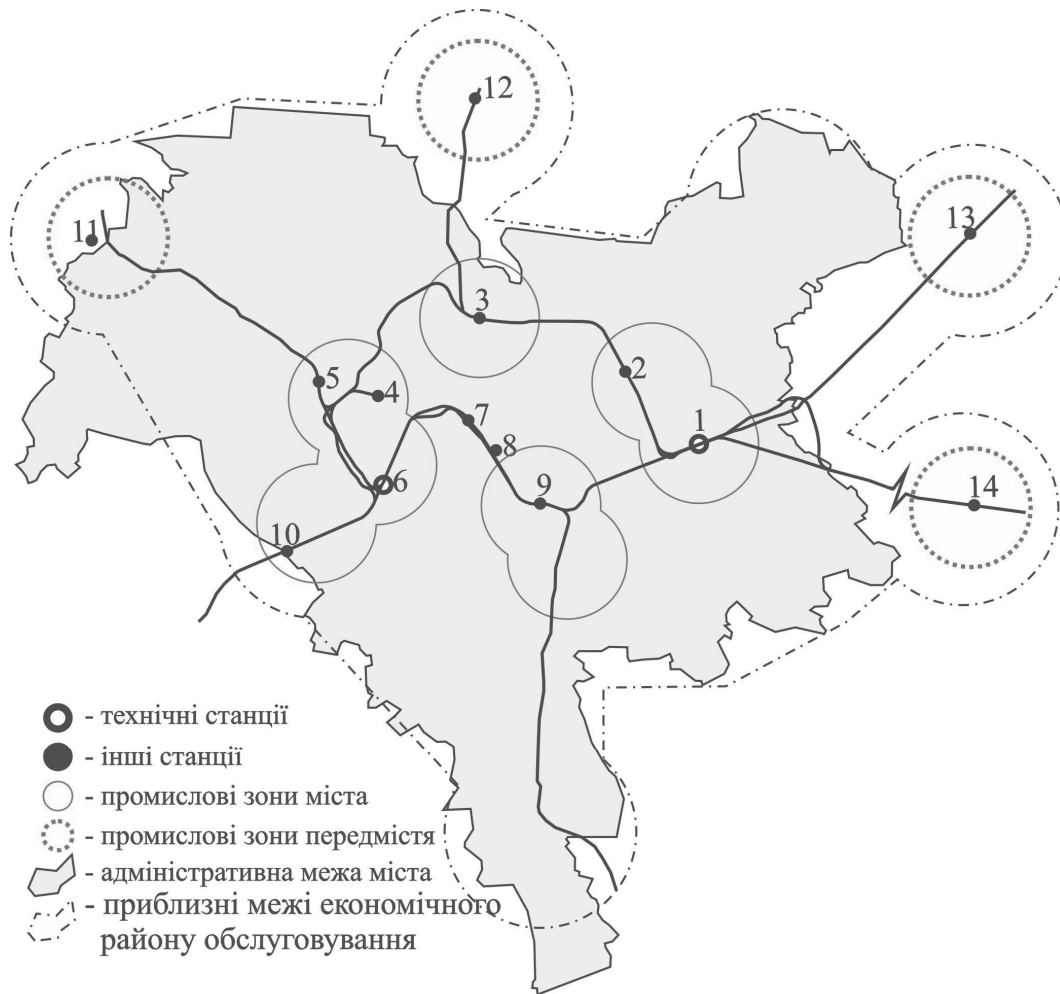 12
11
13
3
5
4
2
7
1
8
6
9
14
10
- технічні станції
- інші станції
- промислові зони міста
- промислові зони передмістя
- адміністративна межа міста
- приблизні межі економічного
району обслуговування